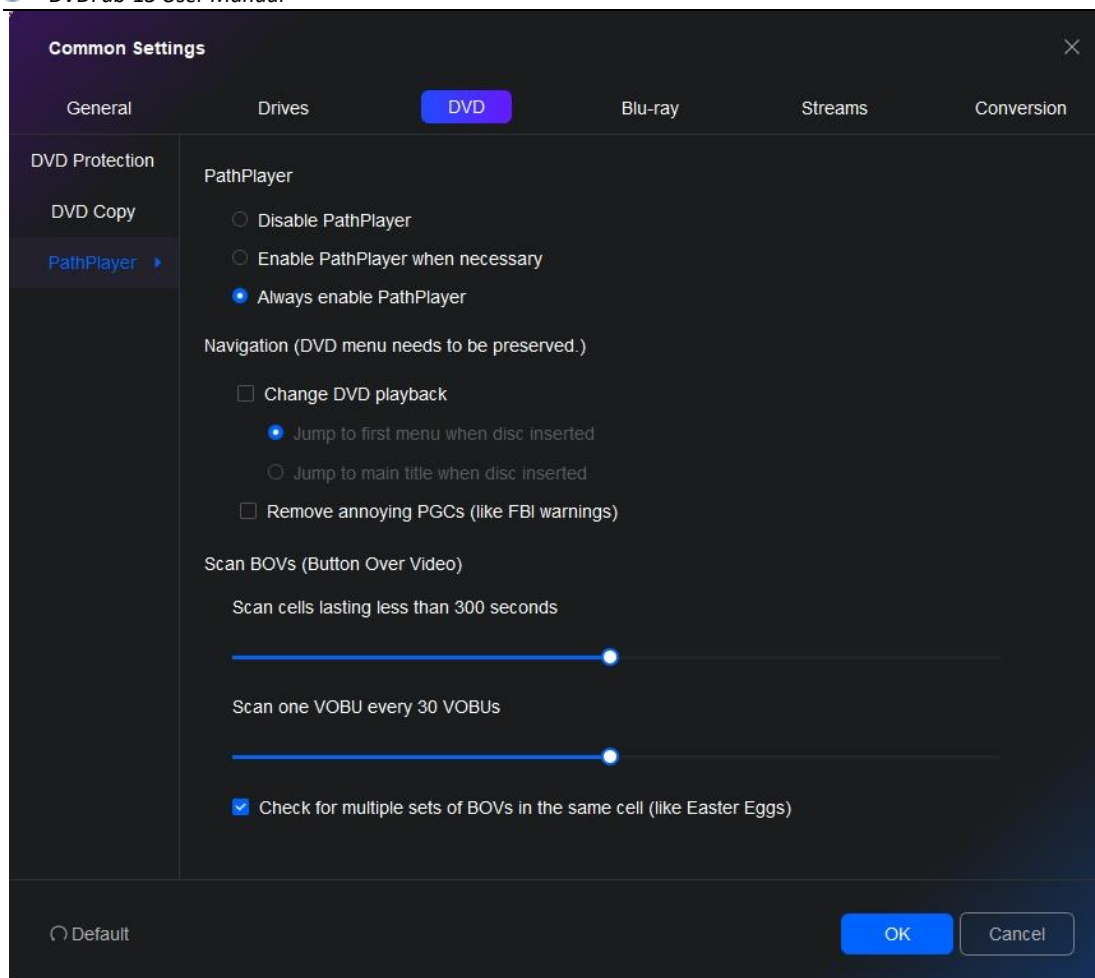 DVDFab 13 User Manual
Common Settings
General Drives DVD Blu-ray Streams Conversion
DVD Protection
DVD Copy
PathPlayer
PathPlayer
Disable PathPlayer
Enable PathPlayer when necessary
Always enable PathPlayer
Navigation (DVD menu needs to be preserved.)
Change DVD playback
Jump to first menu when disc inserted
Jump to main title when disc inserted
Remove annoying PGCs (like FBI warnings)
Scan BOVs (Button Over Video)
Scan cells lasting less than 300 seconds
Scan one VOBU every 30 VOBUs
Check for multiple sets of BOVs in the same cell (like Easter Eggs)
Default
OK Cancel